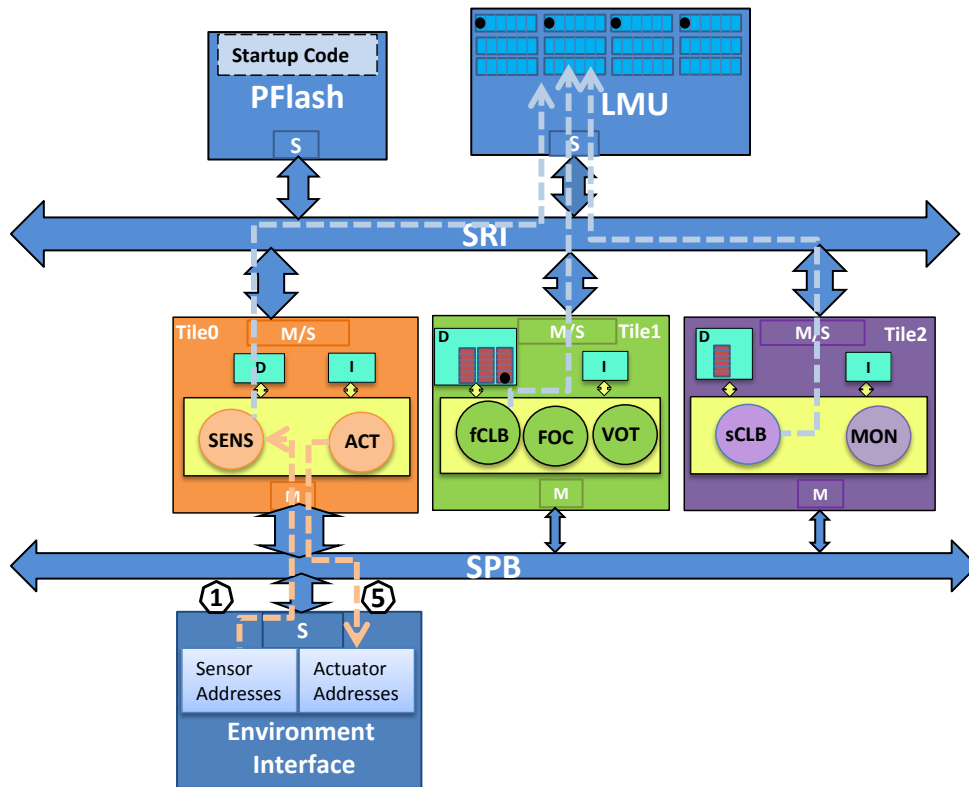 Startup Code
PFlash
S
LMU
S
SRI
Tile0
M/S
D
I
SENS
ACT
M
D
M/S
Tile1
I
fCLB
FOC
VOT
M
D
M/S
Tile2
I
sCLB
MON
M
SPB
1
5
S
Sensor
Addresses
Actuator
Addresses
Environment
Interface